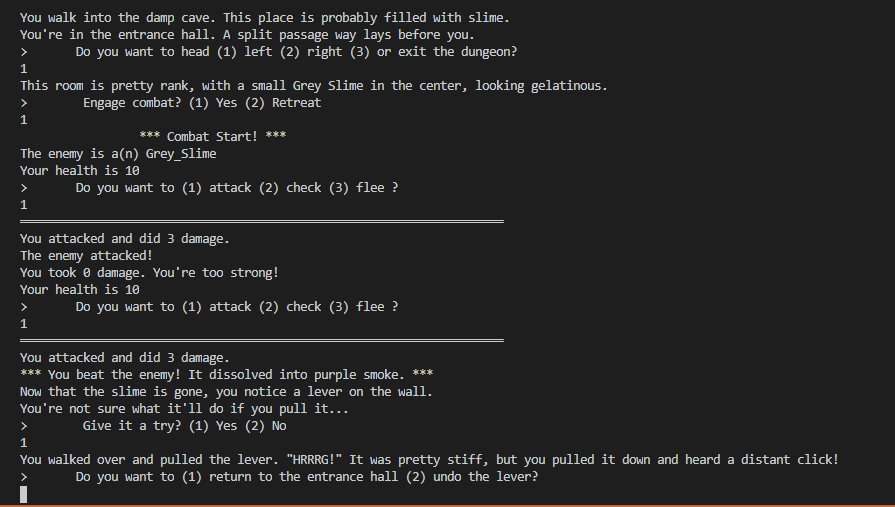 You walk into the damp cave. This place is probably filled with slime.
You're in the entrance hall. A split passage way lays before you.
>       Do you want to head (1) left (2) right (3) or exit the dungeon?
1
This room is pretty rank, with a small Grey Slime in the center, looking gelatinous.
>        Engage combat? (1) Yes (2) Retreat
1
                 *** Combat Start! ***
The enemy is a(n) Grey_Slime
Your health is 10
>       Do you want to (1) attack (2) check (3) flee ?
1
You attacked and did 3 damage.
The enemy attacked!
You took 0 damage. You're too strong!
Your health is 10
>       Do you want to (1) attack (2) check (3) flee ?
1
You attacked and did 3 damage.
*** You beat the enemy! It dissolved into purple smoke. ***
Now that the slime is gone, you notice a lever on the wall.
You're not sure what it'll do if you pull it...
>        Give it a try? (1) Yes (2) No
1
You walked over and pulled the lever. "HRRRG!" It was pretty stiff, but you pulled it down and heard a distant click!
>       Do you want to (1) return to the entrance hall (2) undo the lever?